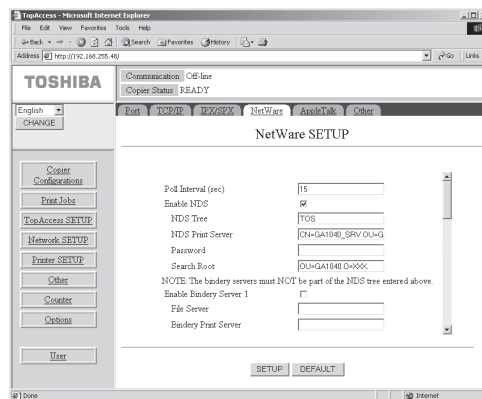 TopAccess - Microsoft Internet Explorer
File Edit View Favorites Tools Help
Back Search Favorites History
Address http://192.168.255.48/ Go Links
TOSHIBA
Communication Off-line
Copier Status READY
English
CHANGE
Port TCP/IP IPX/SPX NetWare AppleTalk Other
NetWare SETUP
Copier Configurations
Print Jobs
TopAccess SETUP
Network SETUP
Printer SETUP
Other
Counter
Options
User
Poll Interval (sec) 15
Enable NDS
NDS Tree TOS
NDS Print Server CN=GA1040_SRV.OU=G
Password
Search Root OU=GA1040.O=XXX.
NOTE: The bindery servers must NOT be part of the NDS tree entered above.
Enable Bindery Server 1
File Server
Bindery Print Server
SETUP DEFAULT
Done Internet